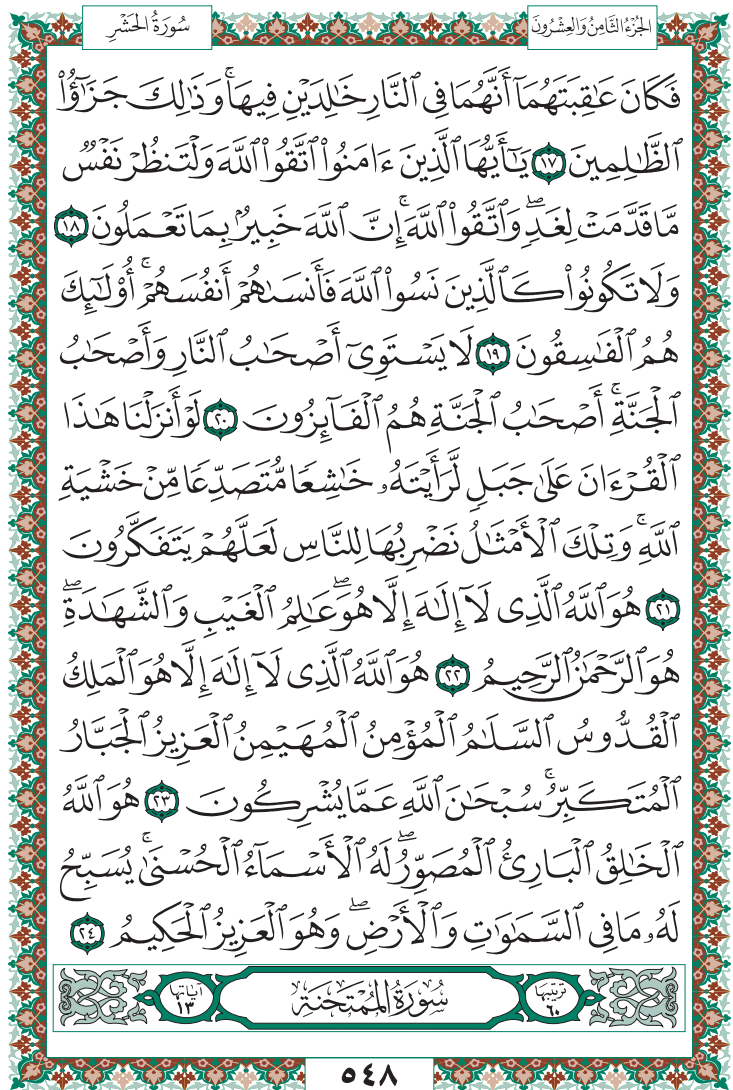 الجُزْءُ الثَّامِنُ وَالعِشْرُونَ
سُورَةُ الحَشْرِ
فَكَانَ عَٰقِبَتَهُمَآ أَنَّهُمَا فِى ٱلنَّارِ خَٰلِدَيْنِ فِيهَا ۚ وَذَٰلِكَ جَزَٰٓؤُا۟
ٱلظَّٰلِمِينَ ١٧ يَٰٓأَيُّهَا ٱلَّذِينَ ءَامَنُوا۟ ٱتَّقُوا۟ ٱللَّهَ وَلْتَنظُرْ نَفْسٌ
مَّا قَدَّمَتْ لِغَدٍ ۖ وَٱتَّقُوا۟ ٱللَّهَ ۚ إِنَّ ٱللَّهَ خَبِيرٌۢ بِمَا تَعْمَلُونَ ١٨
وَلَا تَكُونُوا۟ كَٱلَّذِينَ نَسُوا۟ ٱللَّهَ فَأَنسَىٰهُمْ أَنفُسَهُمْ ۚ أُو۟لَٰٓئِكَ
هُمُ ٱلْفَٰسِقُونَ ١٩ لَا يَسْتَوِىٓ أَصْحَٰبُ ٱلنَّارِ وَأَصْحَٰبُ
ٱلْجَنَّةِ ۚ أَصْحَٰبُ ٱلْجَنَّةِ هُمُ ٱلْفَآئِزُونَ ٢٠ لَوْ أَنزَلْنَا هَٰذَا
ٱلْقُرْءَانَ عَلَىٰ جَبَلٍ لَّرَأَيْتَهُۥ خَٰشِعًا مُّتَصَدِّعًا مِّنْ خَشْيَةِ
ٱللَّهِ ۚ وَتِلْكَ ٱلْأَمْثَٰلُ نَضْرِبُهَا لِلنَّاسِ لَعَلَّهُمْ يَتَفَكَّرُونَ
٢١ هُوَ ٱللَّهُ ٱلَّذِى لَآ إِلَٰهَ إِلَّا هُوَ ۖ عَٰلِمُ ٱلْغَيْبِ وَٱلشَّهَٰدَةِ ۖ
هُوَ ٱلرَّحْمَٰنُ ٱلرَّحِيمُ ٢٢ هُوَ ٱللَّهُ ٱلَّذِى لَآ إِلَٰهَ إِلَّا هُوَ ٱلْمَلِكُ
ٱلْقُدُّوسُ ٱلسَّلَٰمُ ٱلْمُؤْمِنُ ٱلْمُهَيْمِنُ ٱلْعَزِيزُ ٱلْجَبَّارُ
ٱلْمُتَكَبِّرُ ۚ سُبْحَٰنَ ٱللَّهِ عَمَّا يُشْرِكُونَ ٢٣ هُوَ ٱللَّهُ
ٱلْخَٰلِقُ ٱلْبَارِئُ ٱلْمُصَوِّرُ ۖ لَهُ ٱلْأَسْمَآءُ ٱلْحُسْنَىٰ ۚ يُسَبِّحُ
لَهُۥ مَا فِى ٱلسَّمَٰوَٰتِ وَٱلْأَرْضِ ۖ وَهُوَ ٱلْعَزِيزُ ٱلْحَكِيمُ ٢٤
ترتيبها ٦٠ سُورَةُ المُمْتَحنَةِ آياتها ١٣
٥٤٨